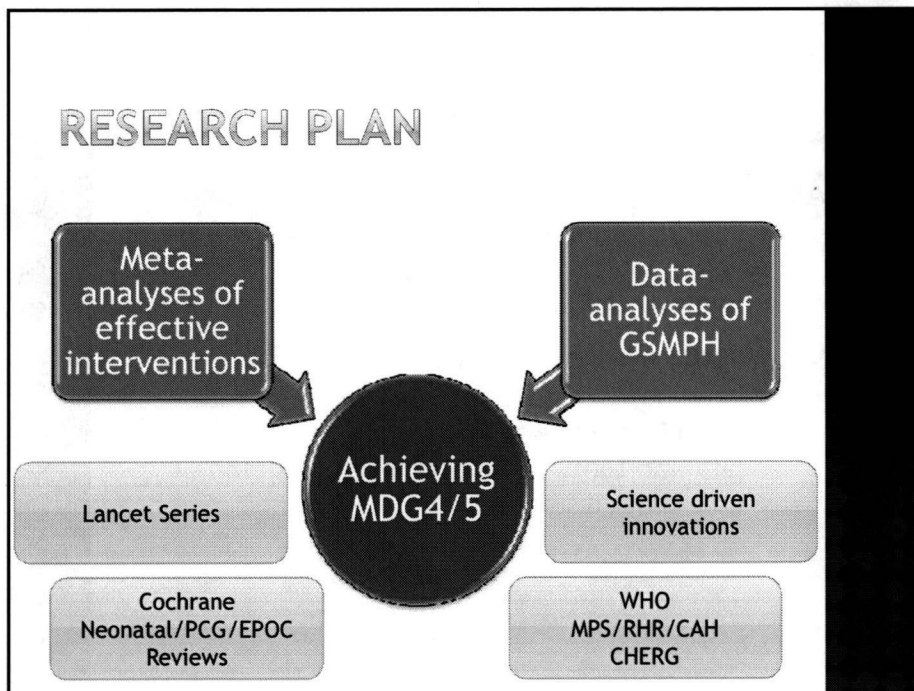 RESEARCH PLAN
Meta-
analyses of
effective
interventions
Data-
analyses of
GSMPH
Achieving
MDG4/5
Lancet Series
Science driven
innovations
Cochrane
Neonatal/PCG/EPOC
Reviews
WHO
MPS/RHR/CAH
CHERG